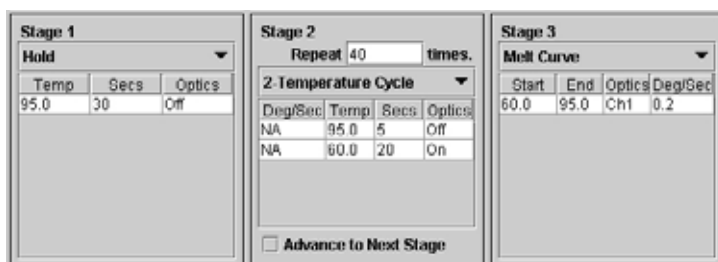 Stage 1
Hold
Temp Secs Optics
95.0 30 Off
Stage 2
Repeat 40 times.
2-Temperature Cycle
Deg/Sec Temp Secs Optics
NA 95.0 5 Off
NA 60.0 20 On
Advance to Next Stage
Stage 3
Melt Curve
Start End Optics Deg/Sec
60.0 95.0 Ch1 0.2